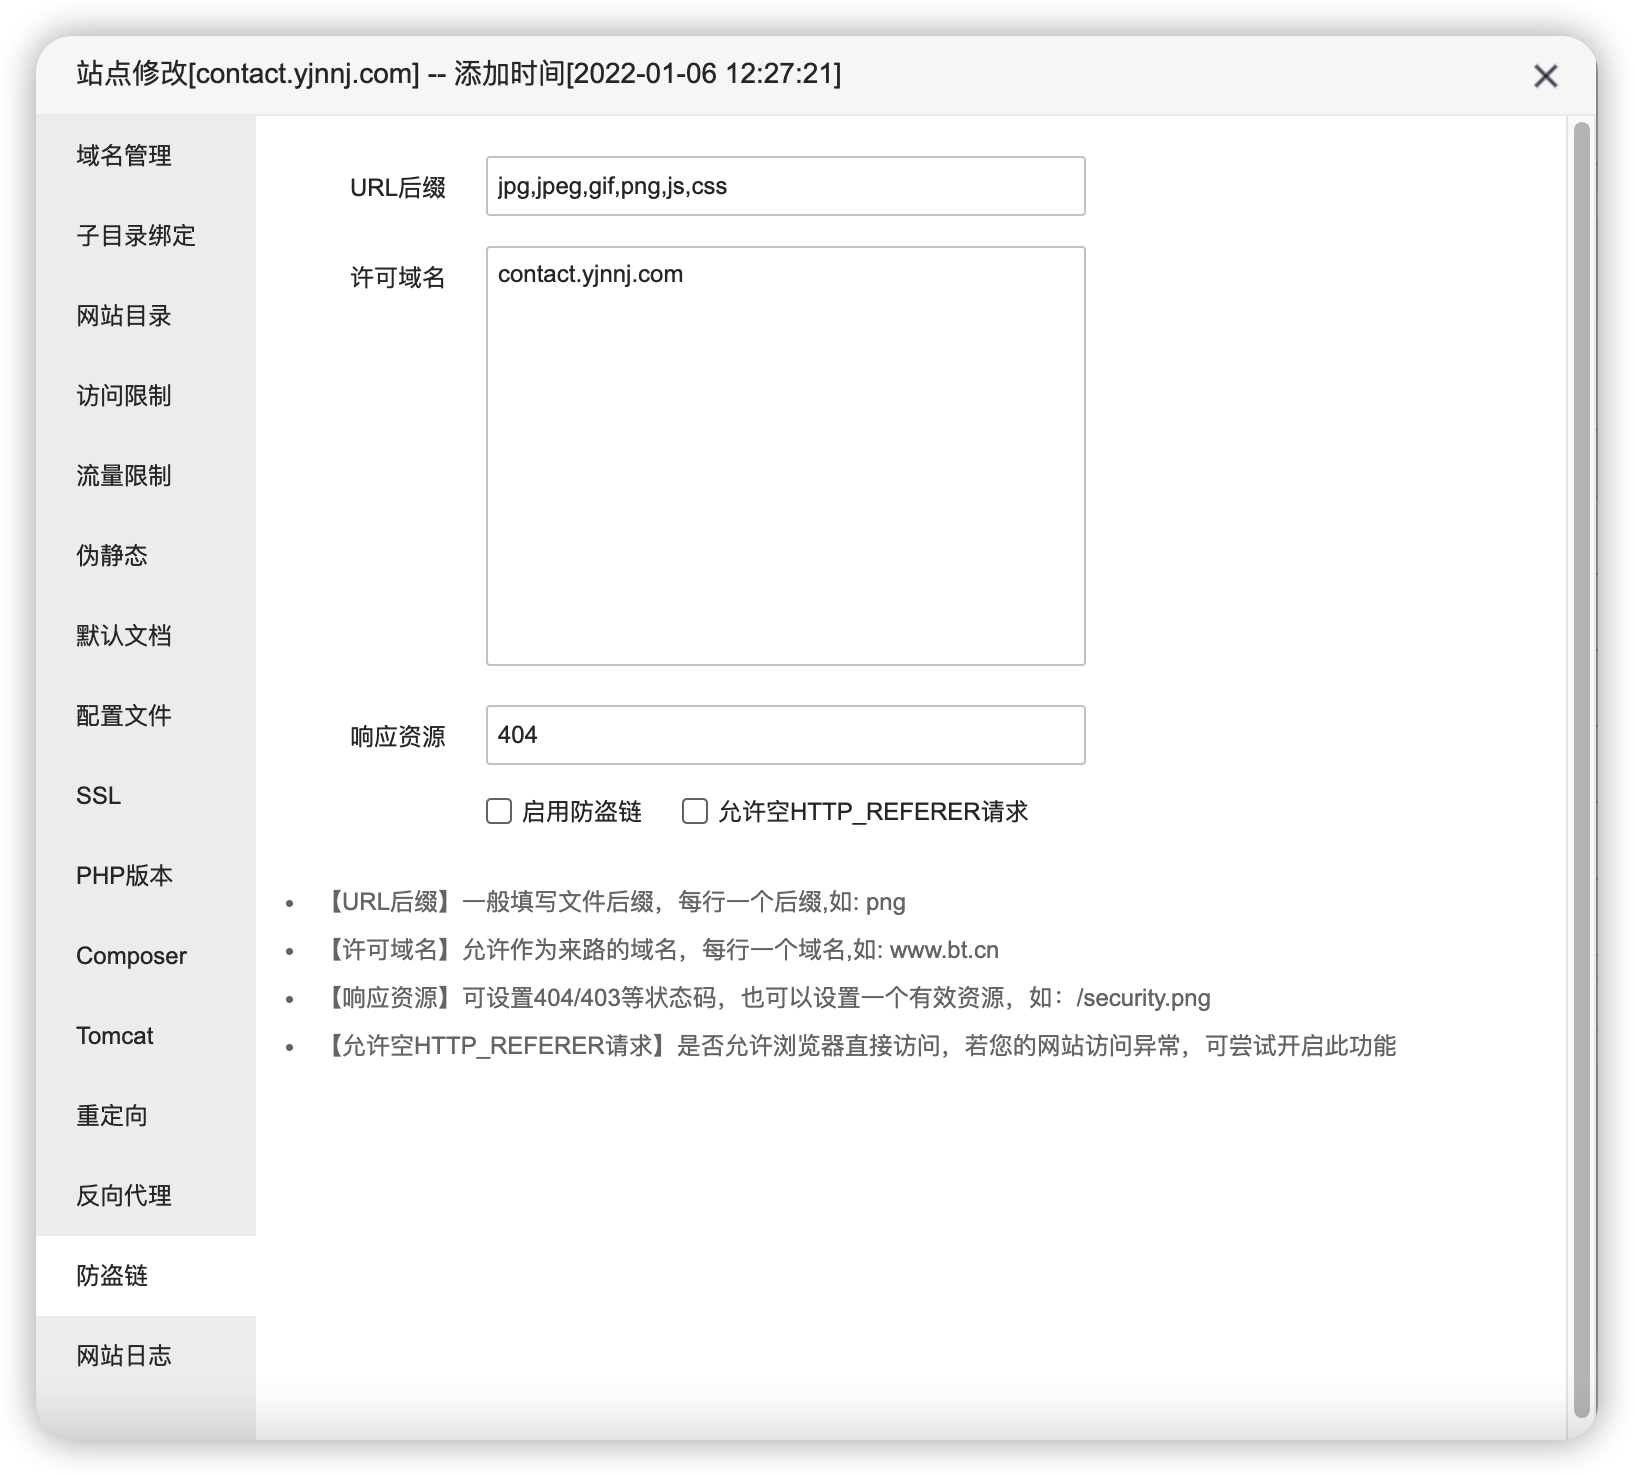 站点修改[contact.yjnnj.com] -- 添加时间[2022-01-06 12:27:21]
域名管理
子目录绑定
网站目录
访问限制
流量限制
伪静态
默认文档
配置文件
SSL
PHP版本
Composer
Tomcat
重定向
反向代理
防盗链
网站日志
URL后缀
jpg,jpeg,gif,png,js,css
许可域名
contact.yjnnj.com
响应资源
404
启用防盗链 允许空HTTP_REFERER请求
• 【URL后缀】一般填写文件后缀，每行一个后缀,如: png
• 【许可域名】允许作为来路的域名，每行一个域名,如: www.bt.cn
• 【响应资源】可设置404/403等状态码，也可以设置一个有效资源，如：/security.png
• 【允许空HTTP_REFERER请求】是否允许浏览器直接访问，若您的网站访问异常，可尝试开启此功能